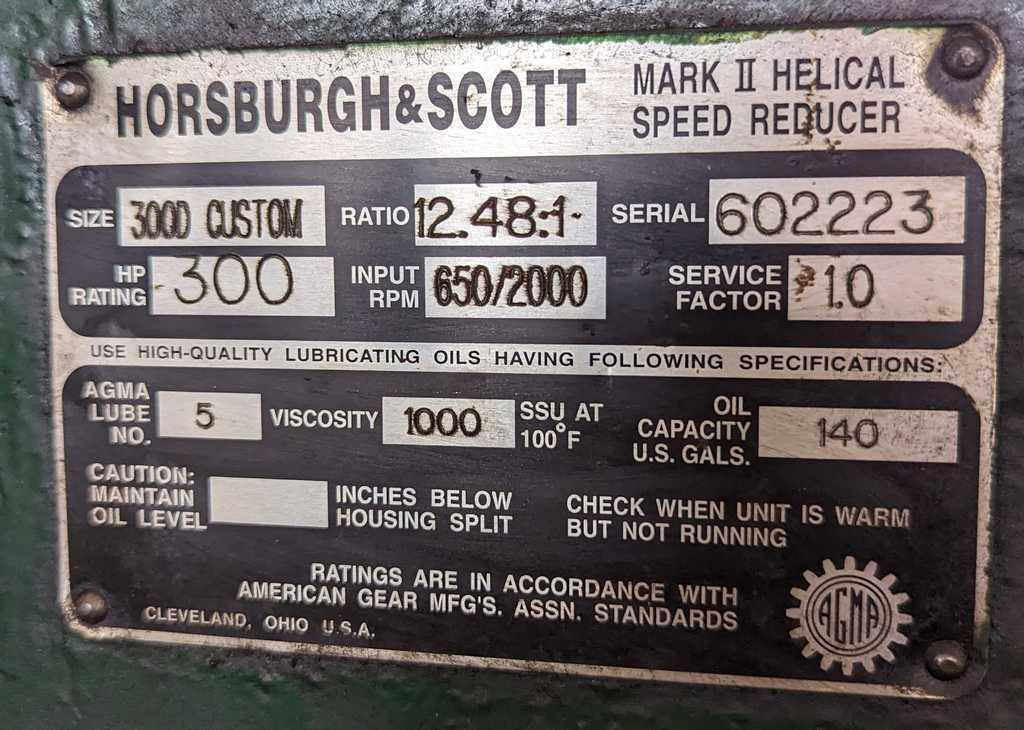 HORSBURGH&SCOTT
MARK II HELICAL
SPEED REDUCER
SIZE 300D CUSTOM RATIO 12.48:1 SERIAL 602223
HP RATING 300 INPUT RPM 650/2000 SERVICE FACTOR 1.0
USE HIGH-QUALITY LUBRICATING OILS HAVING FOLLOWING SPECIFICATIONS:
AGMA LUBE NO. 5 VISCOSITY 1000 SSU AT 100°F OIL CAPACITY U.S. GALS. 140
CAUTION: MAINTAIN OIL LEVEL INCHES BELOW HOUSING SPLIT
CHECK WHEN UNIT IS WARM
BUT NOT RUNNING
RATINGS ARE IN ACCORDANCE WITH
AMERICAN GEAR MFG'S. ASSN. STANDARDS
CLEVELAND, OHIO U.S.A.
AGMA